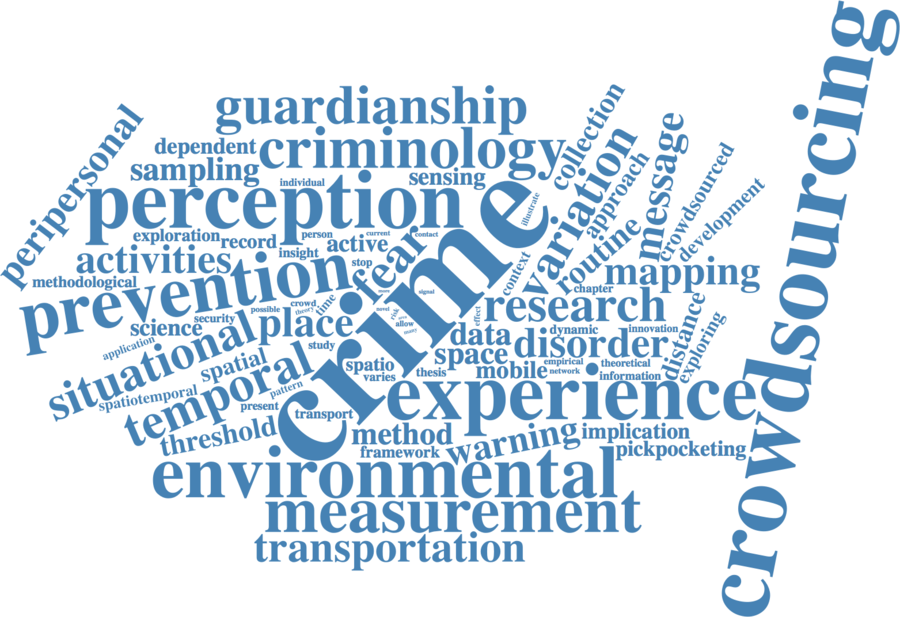 crowdsourcing
guardianship
collection
peripersonal
dependent
criminology
variation
message
sampling
sensing
approach
crowdsourced
individual
perception
crime
illustrate
development
exploration
record
person
current
contact
active
fear
routine
activities
insight
stop
context
mapping
methodological
prevention
signal
chapter
novel
research
crowd
theory
time
possible
place
risk
allow
effect
science
security
data
disorder
dynamic
innovation
distance
exploring
situational
study
application
space
spatial
temporal
spatio
varies
thesis
mobile
empirical
network
theoretical
information
spatiotemporal
pattern
present
experience
transport
threshold
method
warning
implication
framework
pickpocketing
environmental
measurement
transportation